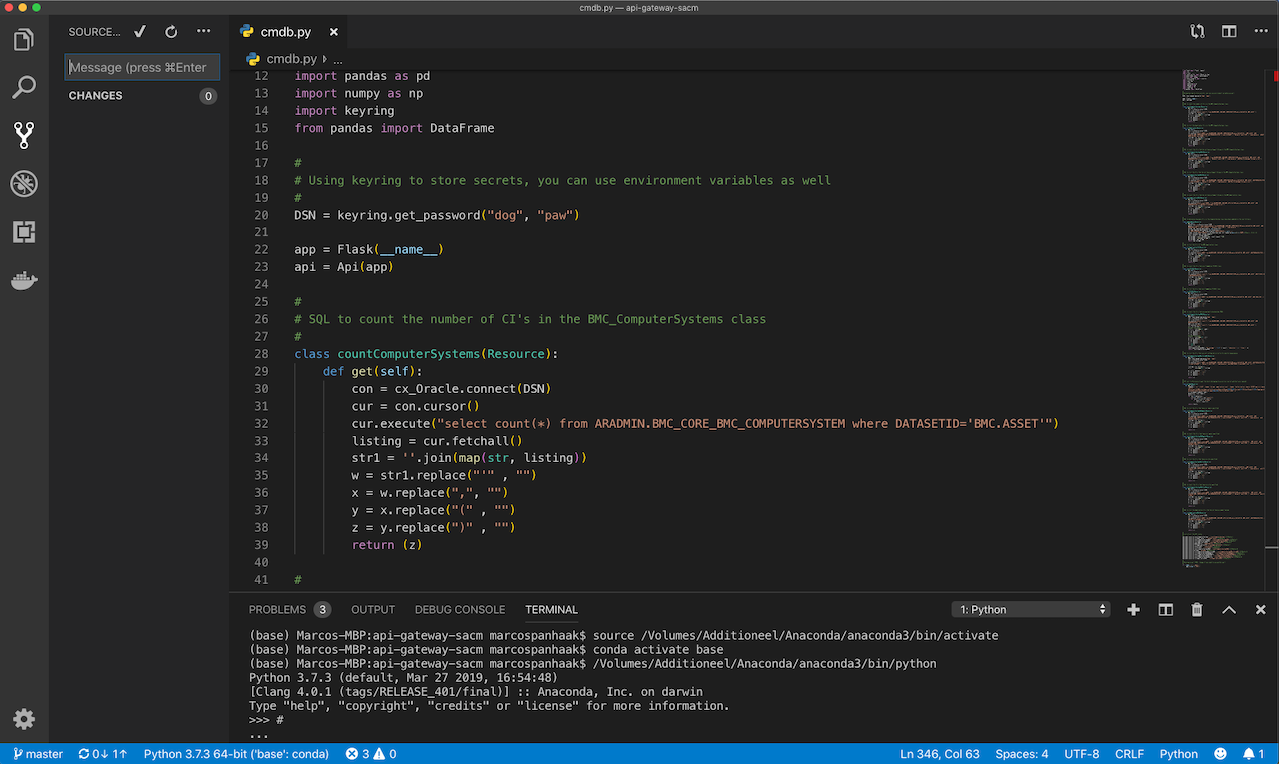 cmdb.py — api-gateway-sacm
SOURCE... ...
Message (press ⌘Enter
CHANGES 0
cmdb.py ×
cmdb.py › ...
12 import pandas as pd
13 import numpy as np
14 import keyring
15 from pandas import DataFrame
16
17 #
18 # Using keyring to store secrets, you can use environment variables as well
19 #
20 DSN = keyring.get_password("dog", "paw")
21
22 app = Flask(__name__)
23 api = Api(app)
24
25 #
26 # SQL to count the number of CI's in the BMC_ComputerSystems class
27 #
28 class countComputerSystems(Resource):
29 def get(self):
30 con = cx_Oracle.connect(DSN)
31 cur = con.cursor()
32 cur.execute("select count(*) from ARADMIN.BMC_CORE_BMC_COMPUTERSYSTEM where DATASETID='BMC.ASSET'")
33 listing = cur.fetchall()
34 str1 = ''.join(map(str, listing))
35 w = str1.replace("'" , "")
36 x = w.replace(",", "")
37 y = x.replace("(" , "")
38 z = y.replace(")" , "")
39 return (z)
40
41 #
PROBLEMS 3 OUTPUT DEBUG CONSOLE TERMINAL 1: Python
(base) Marcos-MBP:api-gateway-sacm marcospanhaak$ source /Volumes/Additioneel/Anaconda/anaconda3/bin/activate
(base) Marcos-MBP:api-gateway-sacm marcospanhaak$ conda activate base
(base) Marcos-MBP:api-gateway-sacm marcospanhaak$ /Volumes/Additioneel/Anaconda/anaconda3/bin/python
Python 3.7.3 (default, Mar 27 2019, 16:54:48)
[Clang 4.0.1 (tags/RELEASE_401/final)] :: Anaconda, Inc. on darwin
Type "help", "copyright", "credits" or "license" for more information.
>>> #
...
master 0↓ 1↑ Python 3.7.3 64-bit ('base': conda) 3 0 Ln 346, Col 63 Spaces: 4 UTF-8 CRLF Python 1